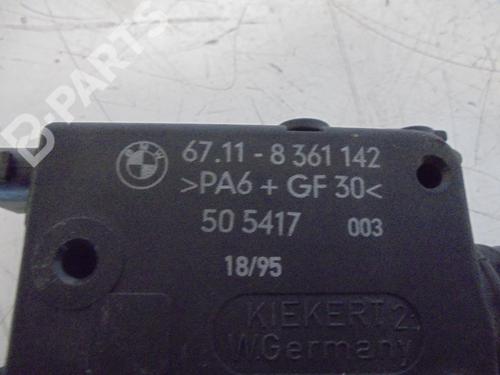 B-PARTS
67.11 - 8 361 142
>PA6 + GF 30<
50 5417 003
18/95
KIEKERT 2
W.Germany